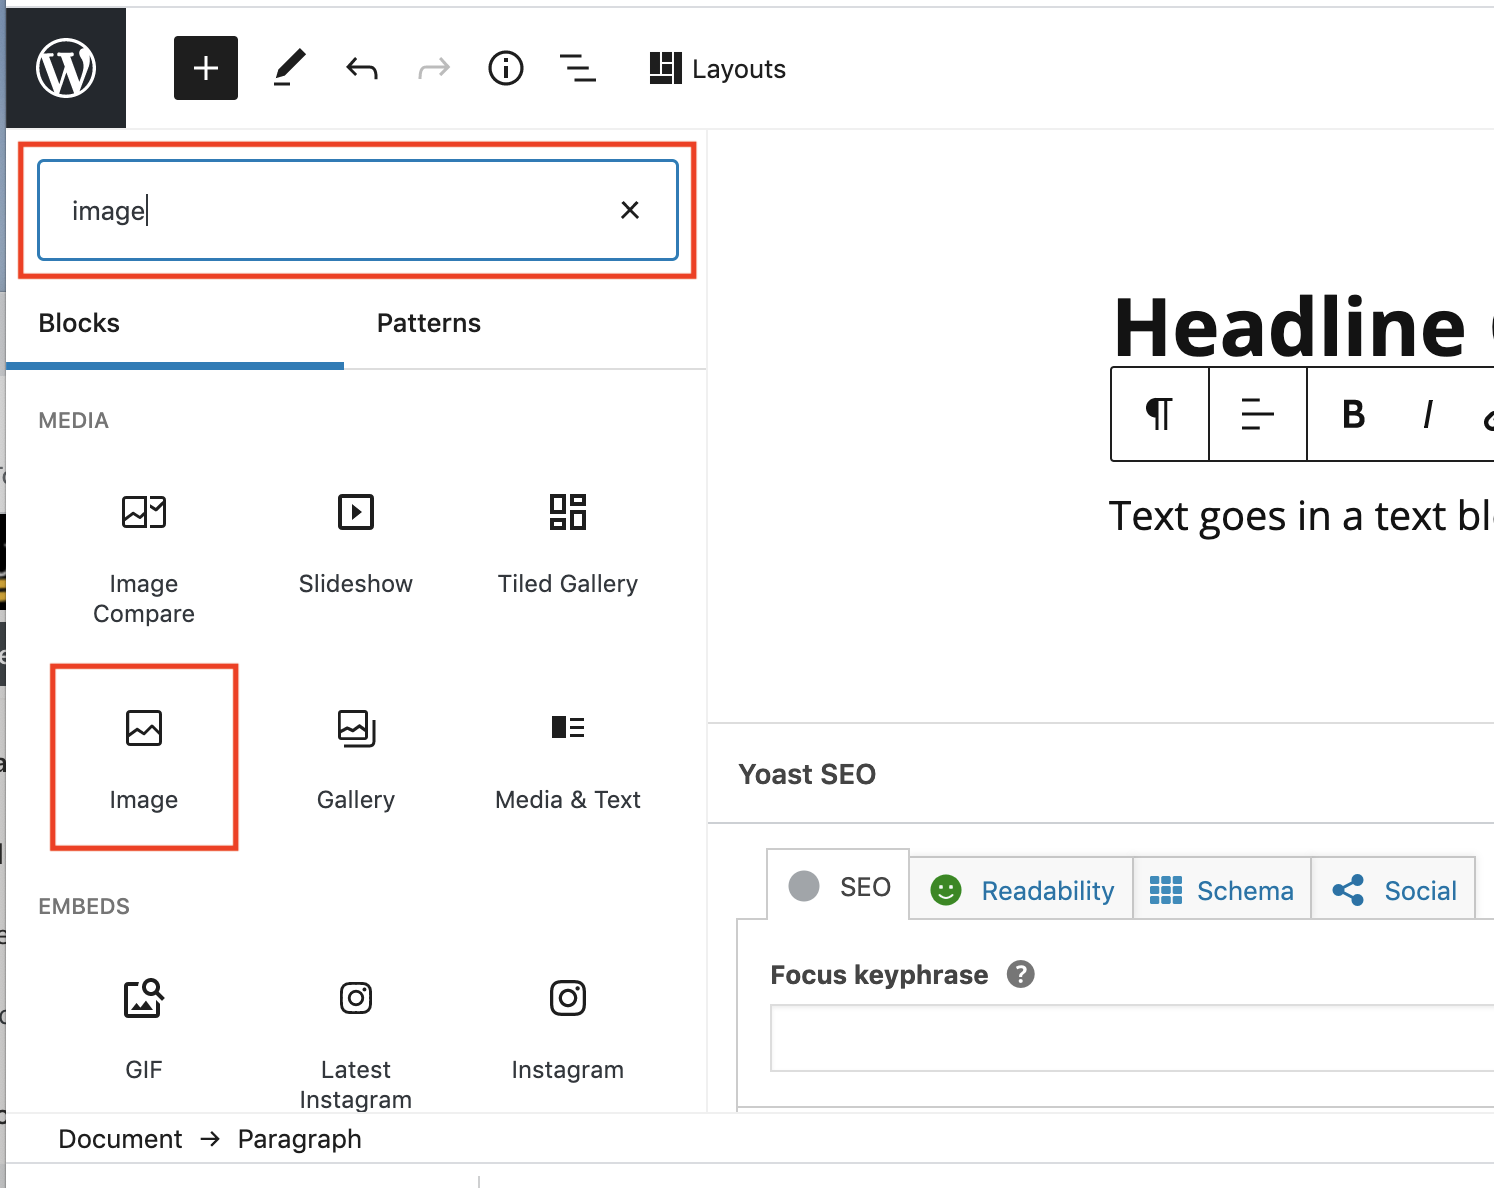 Layouts
image
Blocks
Patterns
MEDIA
Image
Compare
Slideshow
Tiled Gallery
Image
Gallery
Media & Text
EMBEDS
GIF
Latest
Instagram
Instagram
Document → Paragraph
Headline
B I
Text goes in a text
Yoast SEO
SEO
Readability
Schema
Social
Focus keyphrase ?